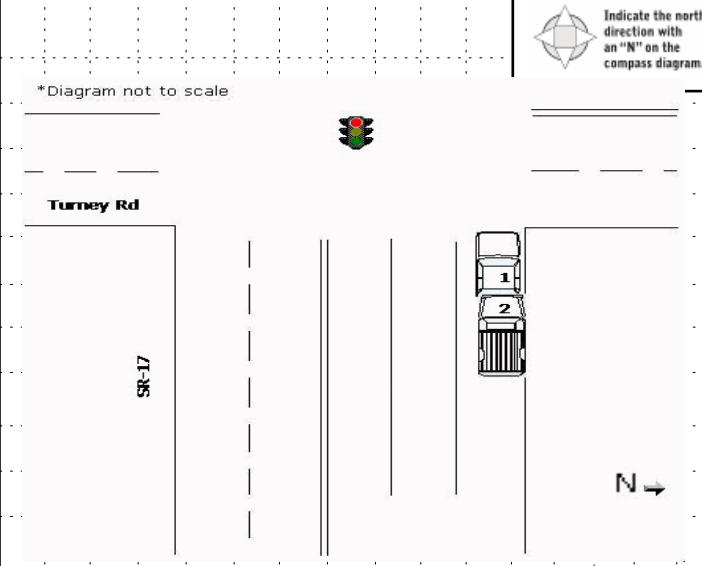 Indicate the north
direction with
an "N" on the
compass diagram.
*Diagram not to scale
Turney Rd
1
2
SR-17
N